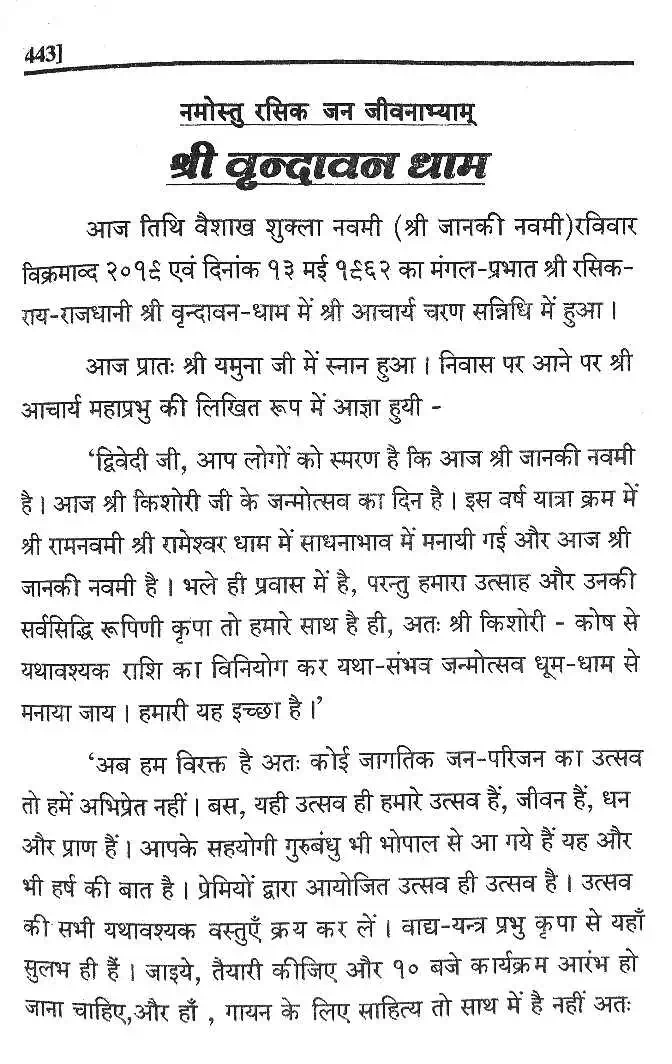 443]
नमोस्तु रसिक जन जीवनाभ्याम्
श्री वृन्दावन धाम
आज तिथि वैशाख शुक्ला नवमी (श्री जानकी नवमी)रविवार
विक्रमाव्द २०१९ एवं दिनांक १३ मई १९६२ का मंगल-प्रभात श्री रसिक-
राय-राजधानी श्री वृन्दावन-धाम में श्री आचार्य चरण सन्निधि में हुआ ।
आज प्रातः श्री यमुना जी में स्नान हुआ । निवास पर आने पर श्री
आचार्य महाप्रभु की लिखित रूप में आज्ञा हुयी -
‘द्विवेदी जी, आप लोगों को स्मरण है कि आज श्री जानकी नवमी
है । आज श्री किशोरी जी के जन्मोत्सव का दिन है । इस वर्ष यात्रा क्रम में
श्री रामनवमी श्री रामेश्वर धाम में साधनाभाव में मनायी गई और आज श्री
जानकी नवमी है । भले ही प्रवास में है, परन्तु हमारा उत्साह और उनकी
सर्वसिद्धि रूपिणी कृपा तो हमारे साथ है ही, अतः श्री किशोरी - कोष से
यथावश्यक राशि का विनियोग कर यथा-संभव जन्मोत्सव धूम-धाम से
मनाया जाय । हमारी यह इच्छा है ।’
‘अब हम विरक्त है अतः कोई जागतिक जन-परिजन का उत्सव
तो हमें अभिप्रेत नहीं । बस, यही उत्सव ही हमारे उत्सव हैं, जीवन हैं, धन
और प्राण हैं । आपके सहयोगी गुरुबंधु भी भोपाल से आ गये हैं यह और
भी हर्ष की बात है । प्रेमियों द्वारा आयोजित उत्सव ही उत्सव है । उत्सव
की सभी यथावश्यक वस्तुएँ क्रय कर लें । वाद्य-यन्त्र प्रभु कृपा से यहाँ
सुलभ ही हैं । जाइये, तैयारी कीजिए और १० बजे कार्यक्रम आरंभ हो
जाना चाहिए,और हाँ , गायन के लिए साहित्य तो साथ में है नहीं अतः